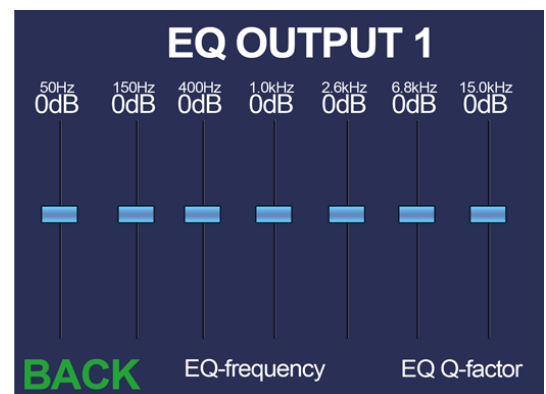 EQ OUTPUT 1
50Hz 150Hz 400Hz 1.0kHz 2.6kHz 6.8kHz 15.0kHz
0dB 0dB 0dB 0dB 0dB 0dB 0dB
BACK EQ-frequency EQ Q-factor